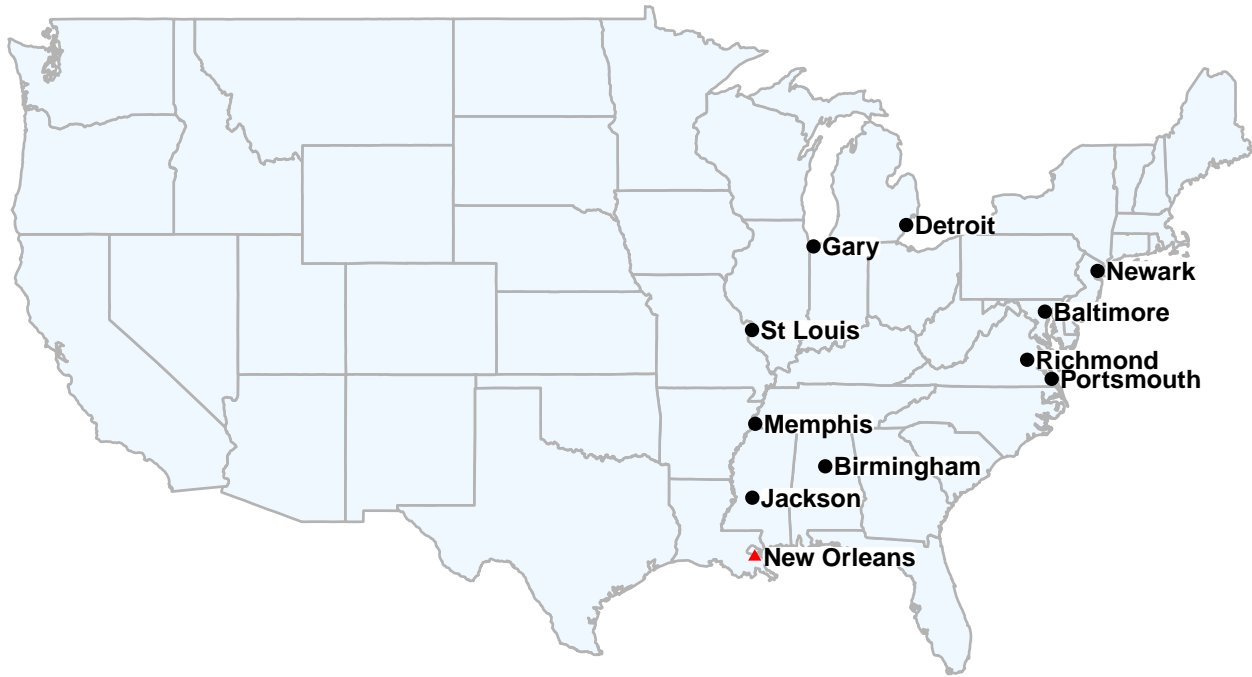 Detroit
Gary
Newark
Baltimore
St Louis
Richmond
Portsmouth
Memphis
Birmingham
Jackson
New Orleans